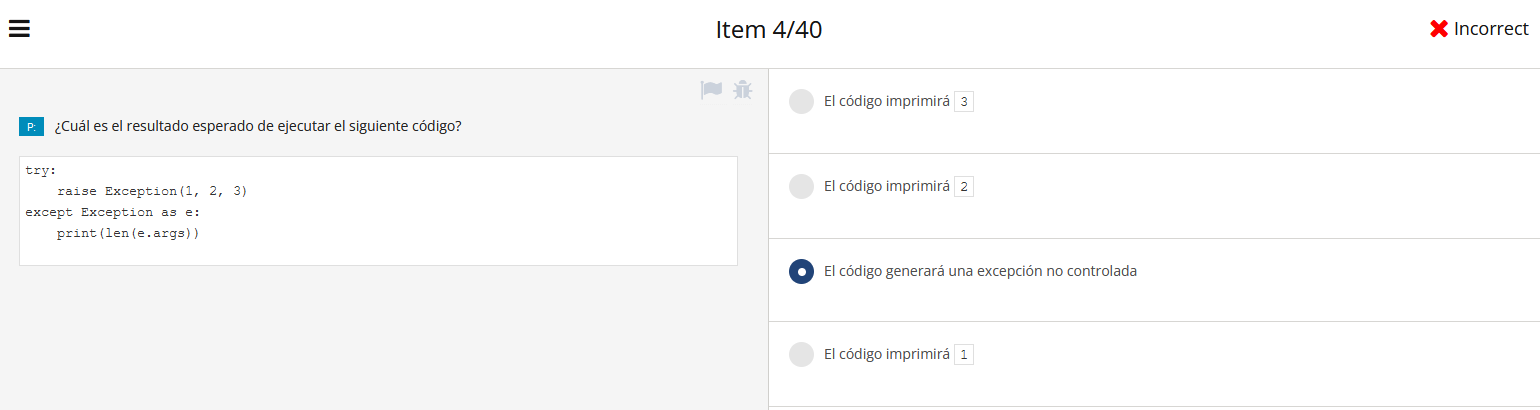 Item 4/40
Incorrect
P: ¿Cuál es el resultado esperado de ejecutar el siguiente código?
try:
    raise Exception(1, 2, 3)
except Exception as e:
    print(len(e.args))
El código imprimirá 3
El código imprimirá 2
El código generará una excepción no controlada
El código imprimirá 1